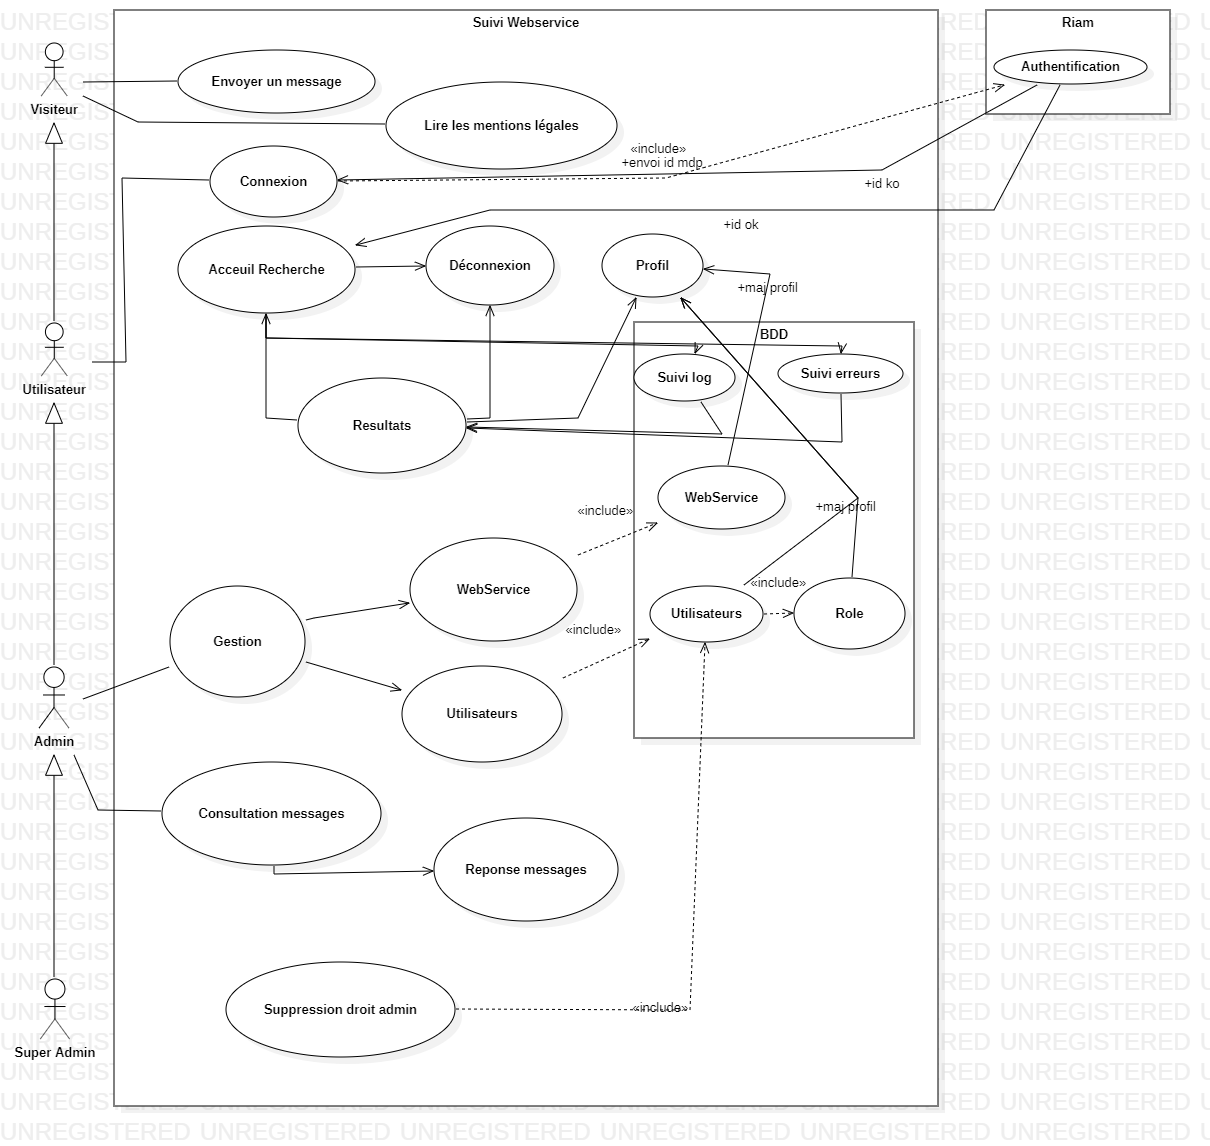 Suivi Webservice
Riam
Envoyer un message
Authentification
Visiteur
Lire les mentions légales
«include»
+envoi id mdp
Connexion
+id ko
+id ok
Acceuil Recherche
Déconnexion
Profil
+maj profil
BDD
Utilisateur
Suivi log
Suivi erreurs
Resultats
WebService
+maj profil
«include»
WebService
«include»
Utilisateurs
Role
«include»
Gestion
Utilisateurs
Admin
Consultation messages
Reponse messages
Suppression droit admin
«include»
Super Admin
UNREGISTERED UNREGISTERED UNREGISTERED UNREGISTERED UNREGISTERED UNREGISTERED